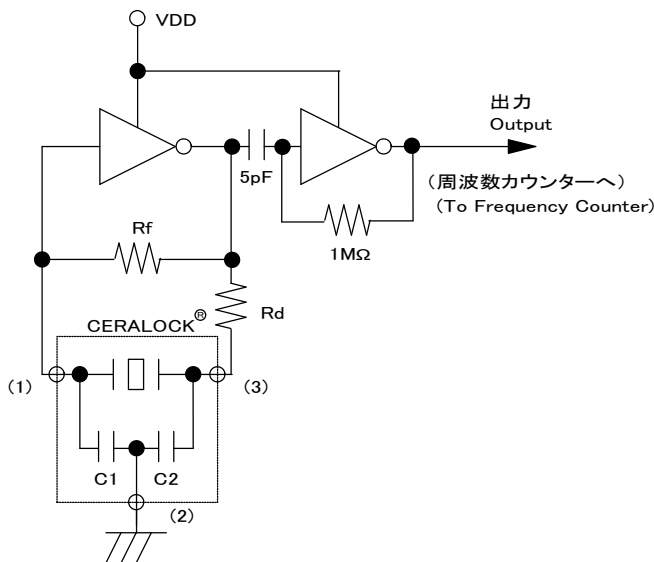 VDD
出力
Output
5pF
(周波数カウンターへ)
(To Frequency Counter)
Rf
1MΩ
Rd
CERALOCK®
(1)
(3)
C1
C2
(2)